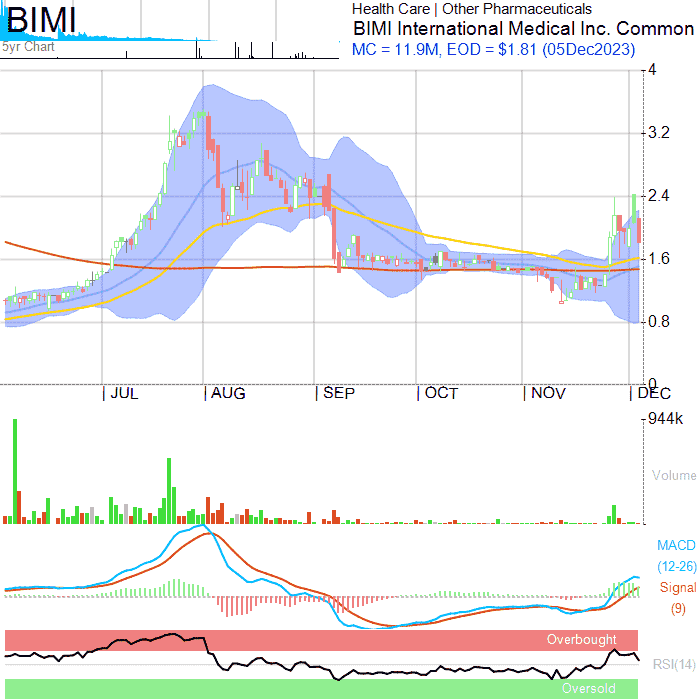 BIMI
5yr Chart
Health Care | Other Pharmaceuticals
BIMI International Medical Inc. Common
MC = 11.9M, EOD = $1.81 (05Dec2023)
4
3.2
2.4
1.6
0.8
0
JUL AUG SEP OCT NOV DEC
944k
Volume
MACD
(12-26)
Signal
(9)
Overbought
RSI(14)
Oversold